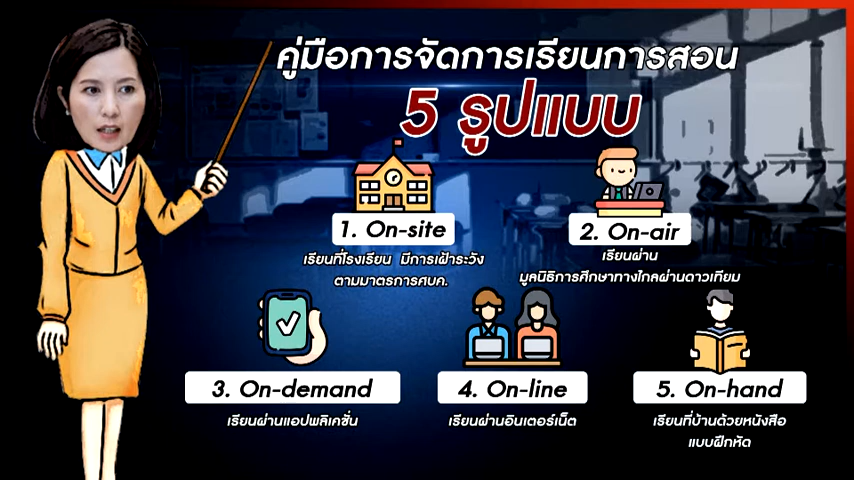 คู่มือการจัดการเรียนการสอน
5 รูปแบบ
1. On-site
เรียนที่โรงเรียน มีการเฝ้าระวัง
ตามมาตรการศบค.
2. On-air
เรียนผ่าน
มูลนิธิการศึกษาทางไกลผ่านดาวเทียม
3. On-demand
เรียนผ่านแอปพลิเคชั่น
4. On-line
เรียนผ่านอินเตอร์เน็ต
5. On-hand
เรียนที่บ้านด้วยหนังสือ
แบบฝึกหัด